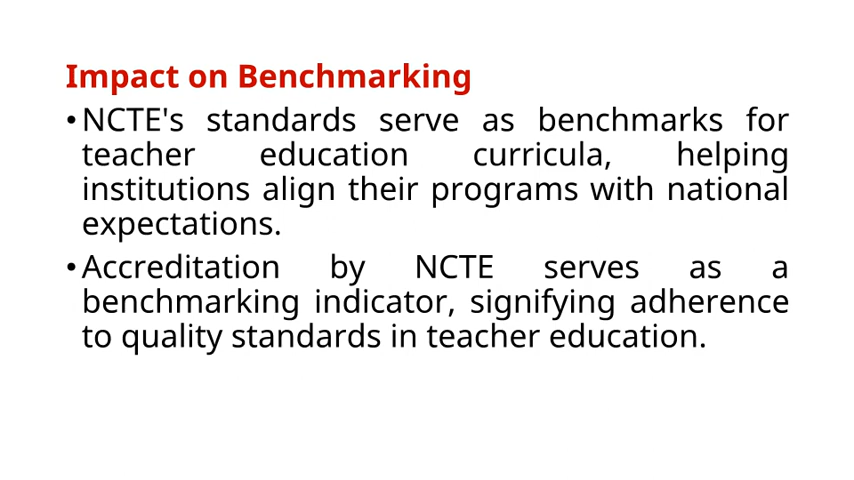 Impact on Benchmarking
•NCTE's standards serve as benchmarks for
teacher education curricula, helping
institutions align their programs with national
expectations.
•Accreditation by NCTE serves as a
benchmarking indicator, signifying adherence
to quality standards in teacher education.